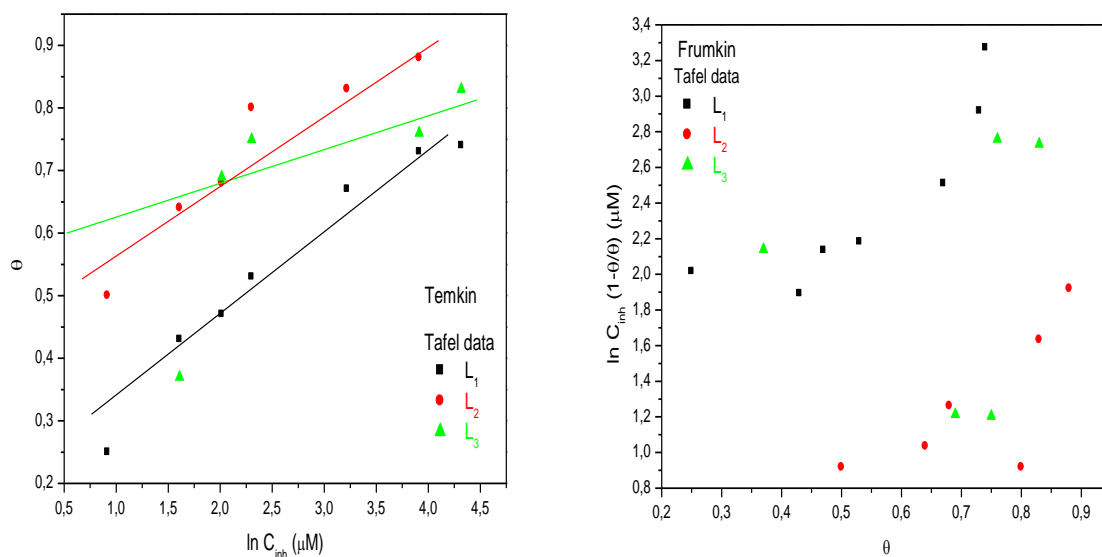 0,9
0,8
0,7
0,6
0,5
0,4
0,3
0,2
θ
Temkin
Tafel data
L₁
L₂
L₃
0,5 1,0 1,5 2,0 2,5 3,0 3,5 4,0 4,5
ln C_inh (μM)
3,4
3,2
3,0
2,8
2,6
2,4
2,2
2,0
1,8
1,6
1,4
1,2
1,0
0,8
ln C_inh (1-θ/θ) (μM)
Frumkin
Tafel data
L₁
L₂
L₃
0,2 0,3 0,4 0,5 0,6 0,7 0,8 0,9
θ